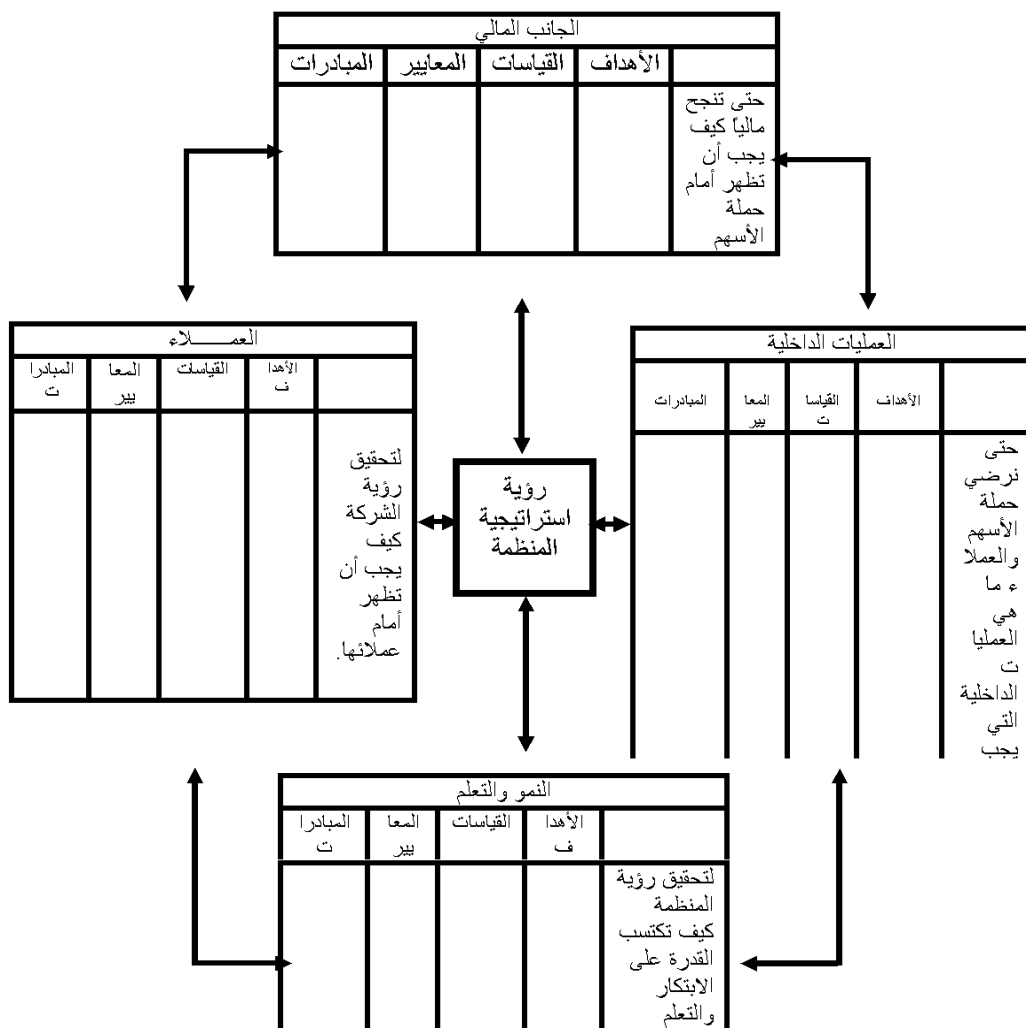 الجانب المالي
الأهداف القياسات المعايير المبادرات
حتى تنجح
مالياً كيف
يجب أن
تظهر أمام
حملة
الأسهم
العمليات الداخلية
الأهداف القياسا المعا المبادرات
ت يير
حتى
نرضي
حملة
الأسهم
والعملا
ء ما
هي
العمليا
ت
الداخلية
التي
يجب
رؤية
استراتيجية
المنظمة
العمـــــلاء
الأهدا القياسات المعا المبادرا
ف يير ت
لتحقيق
رؤية
الشركة
كيف
يجب أن
تظهر
أمام
عملائها.
النمو والتعلم
الأهدا القياسات المعا المبادرا
ف يير ت
لتحقيق رؤية
المنظمة
كيف تكتسب
القدرة على
الابتكار
والتعلم